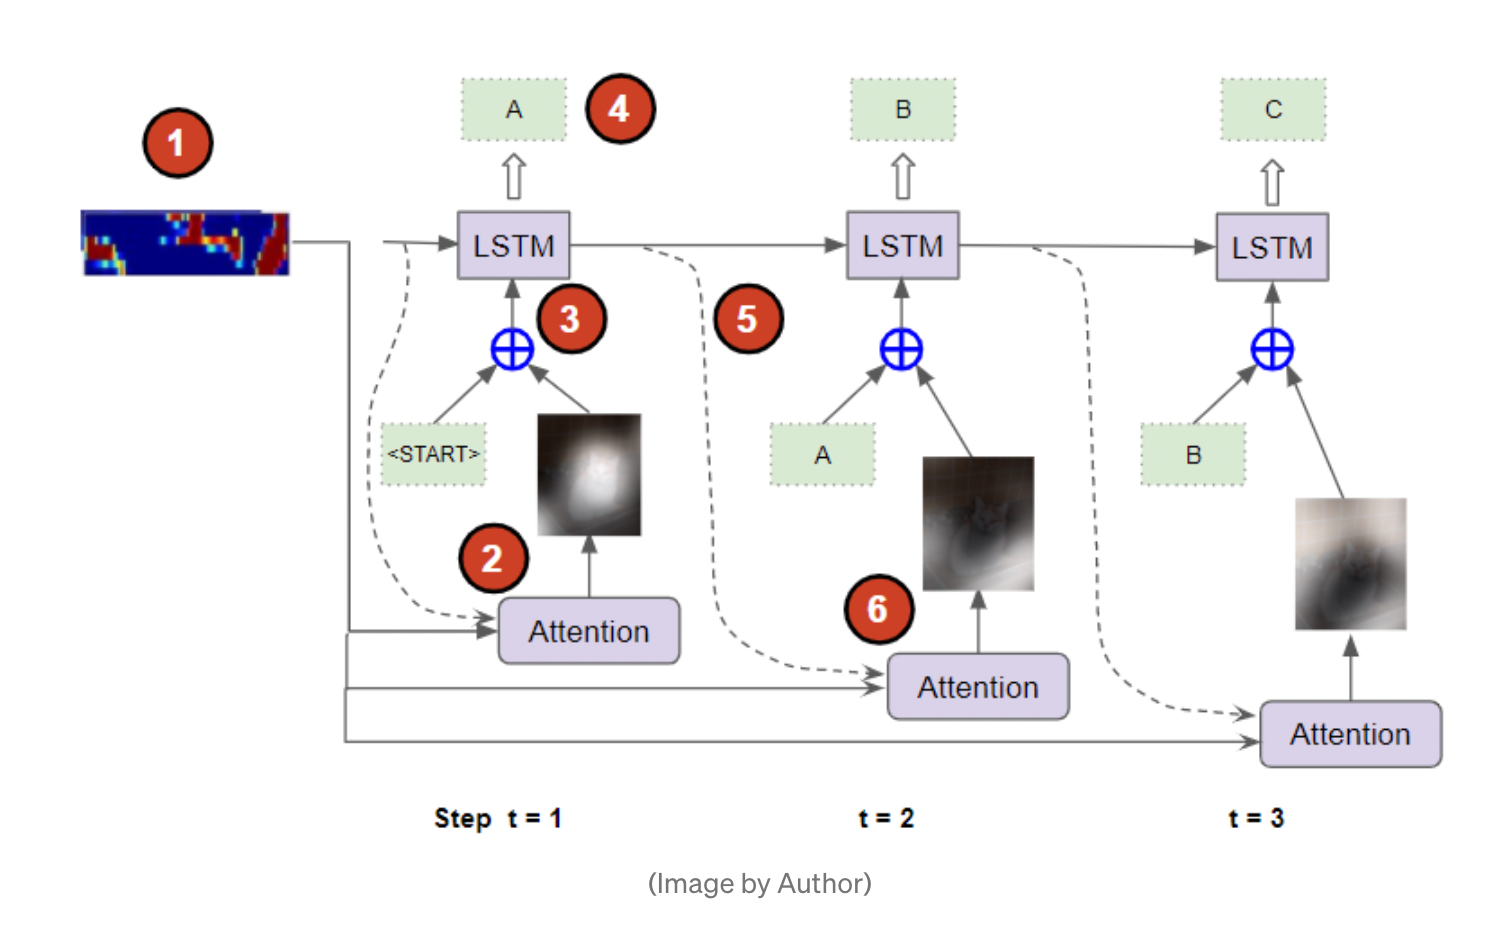 1
A
4
B
C
LSTM
LSTM
LSTM
3
5
<START>
A
B
2
6
Attention
Attention
Attention
Step t = 1
t = 2
t = 3
(Image by Author)